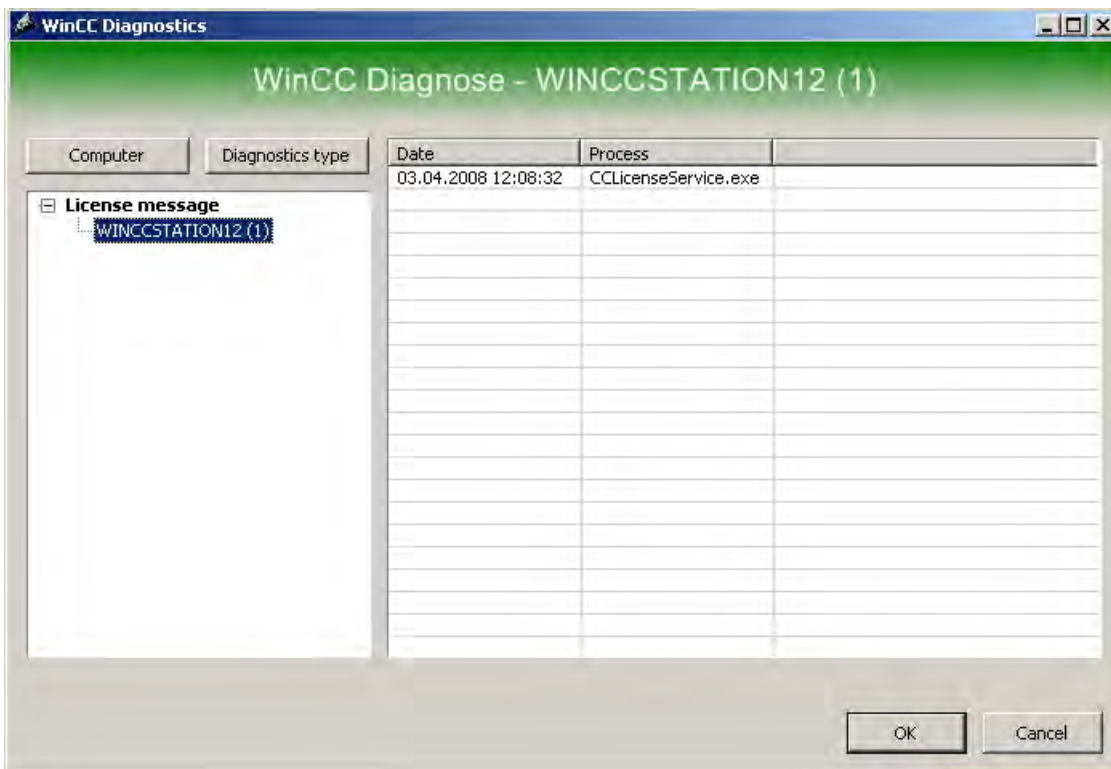 WinCC Diagnostics
WinCC Diagnose - WINCCSTATION12 (1)
Computer
Diagnostics type
Date
Process
03.04.2008 12:08:32
CCLicenseService.exe
License message
WINCCSTATION12 (1)
OK
Cancel